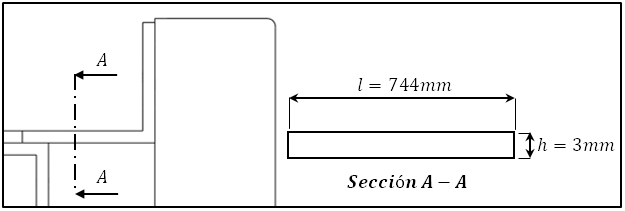 A
A
l = 744mm
h = 3mm
Sección A − A